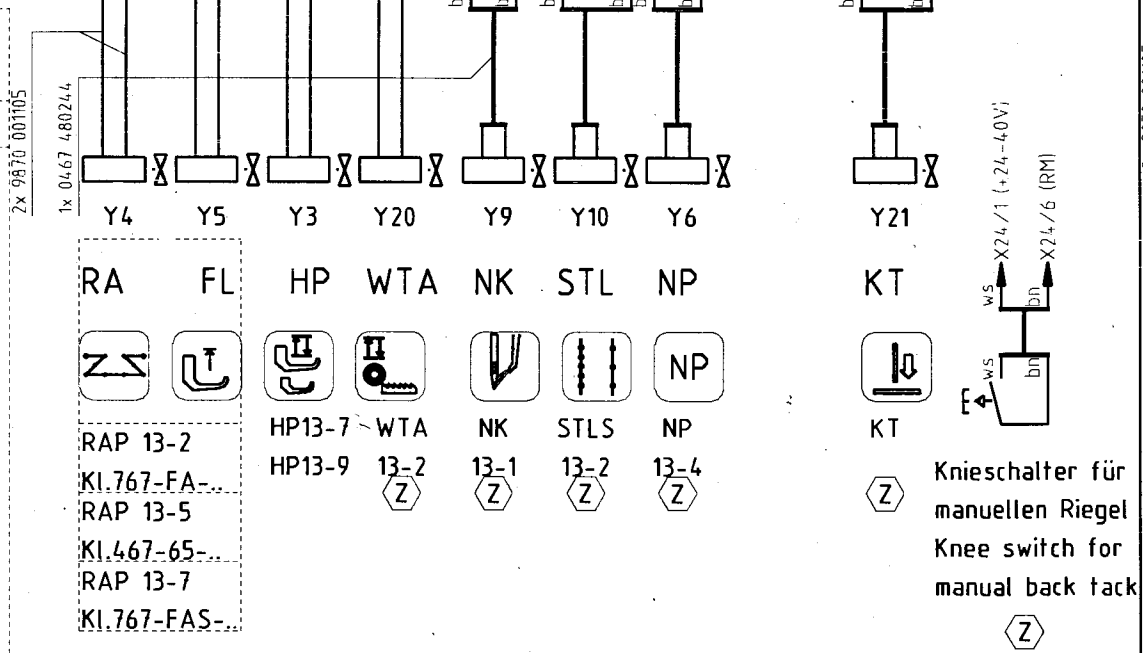 2x 9870 001105
1x 0467 480244
Y4 Y5 Y3 Y20 Y9 Y10 Y6 Y21
X24/1 (+24-40V)
X24/6 (RM)
RA FL HP WTA NK STL NP KT
ws bn
ws bn
NP
HP13-7 WTA NK STLS NP KT
HP13-9 13-2 13-1 13-2 13-4
Z Z Z Z Z
RAP 13-2
Kl.767-FA-..
RAP 13-5
Kl.467-65-..
RAP 13-7
Kl.767-FAS-..
Knieschalter für
manuellen Riegel
Knee switch for
manual back tack
Z